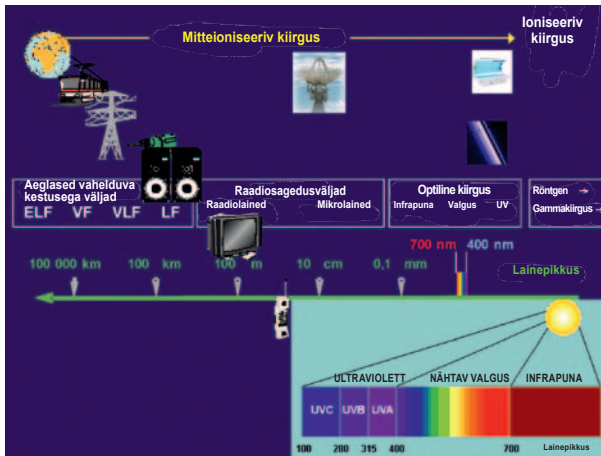 Mitteioniseeriv kiirgus
Ioniseeriv
kiirgus
Aeglased vahelduva
kestusega väljad
ELF VF VLF LF
Raadiosagedusväljad
Raadiolained Mikrolained
Optiline kiirgus
Infrapuna Valgus UV
Röntgen →
Gammakiirgus →
700 nm 400 nm
100 000 km 100 km 100 m 10 cm 0,1 mm
Lainepikkus
ULTRAVIOLETT NÄHTAV VALGUS INFRAPUNA
UVC UVB UVA
100 280 315 400 700 Lainepikkus